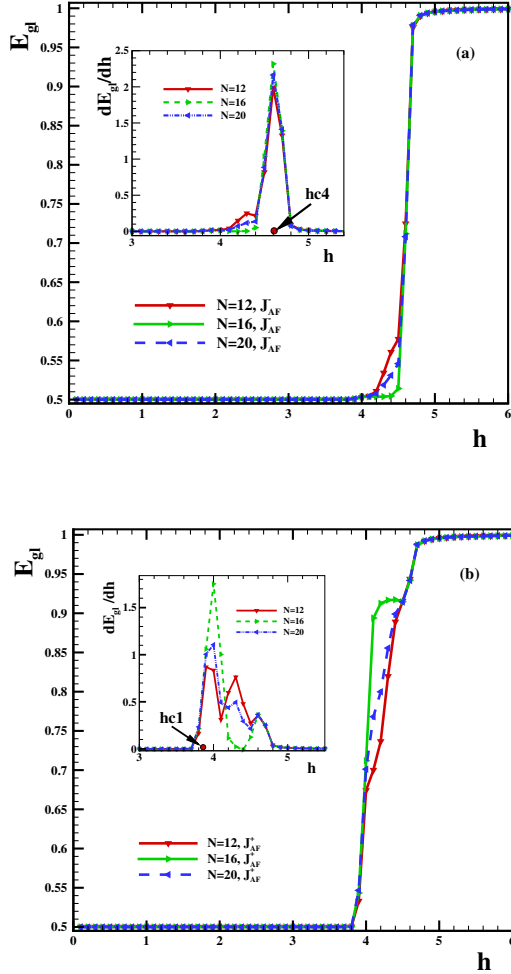 E_gl
1
0.95
0.9
0.85
0.8
0.75
0.7
0.65
0.6
0.55
0.5
0 1 2 3 4 5 6
h
(a)
dE_gl/dh
2.5
2
1.5
1
0.5
0
3 4 5
h
N=12
N=16
N=20
hc4
N=12, J^-_AF
N=16, J^-_AF
N=20, J^-_AF
E_gl
1
0.95
0.9
0.85
0.8
0.75
0.7
0.65
0.6
0.55
0.5
0 1 2 3 4 5 6
h
(b)
dE_gl/dh
1.5
1
0.5
0
3 4 5
h
N=12
N=16
N=20
hc1
N=12, J^+_AF
N=16, J^+_AF
N=20, J^+_AF